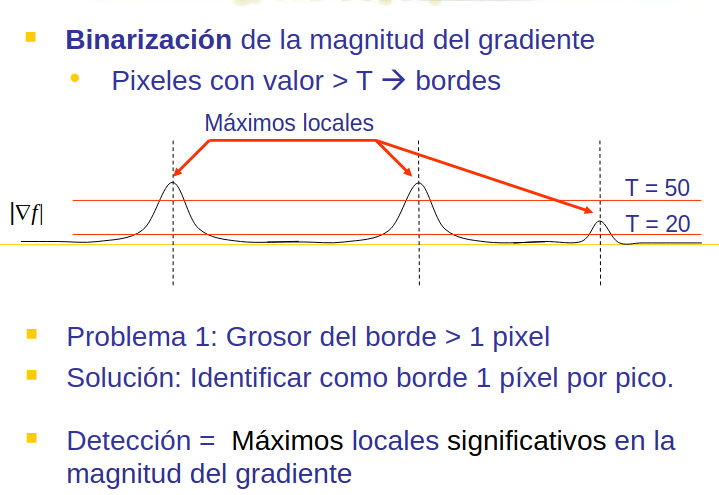 Binarización de la magnitud del gradiente
Pixeles con valor > T → bordes
Máximos locales
T = 50
|∇f|
T = 20
Problema 1: Grosor del borde > 1 pixel
Solución: Identificar como borde 1 píxel por pico.
Detección = Máximos locales significativos en la
magnitud del gradiente